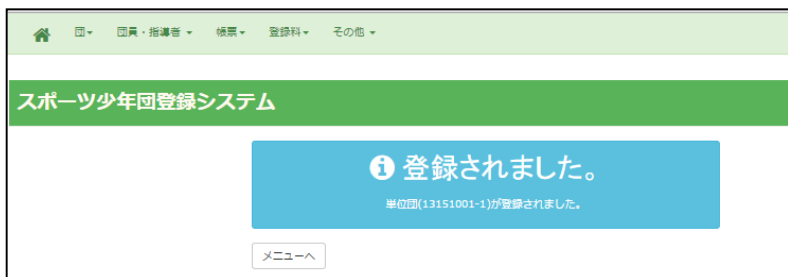 団 団員・指導者 帳票 登録料 その他
スポーツ少年団登録システム
登録されました。
単位団(13151001-1)が登録されました。
メニューへ